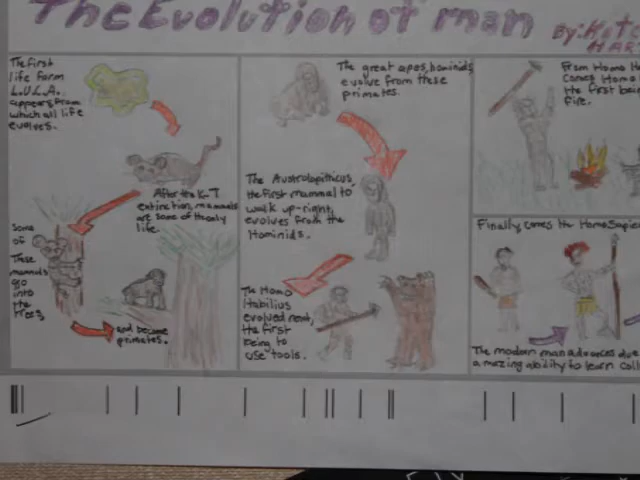 The Evolution of man
By:
The first
life form
L.U.C.A.
appears from
which all life
evolves.
After the K-T
extinction, mammals
are some of the only
life.
Some
of
These
mammals
go
into
the
Trees,
and become
primates.
The great apes, hominids
evolve from these
primates.
The Australopithicus,
the first mammal to
walk up-right,
evolves from the
Hominids.
The Homo
Habilius
evolved next,
the first
being to
use tools.
From Homo
Comes Homo
the first
fire.
Finally, comes the Homo Sapien
The modern man advances due
amazing ability to learn